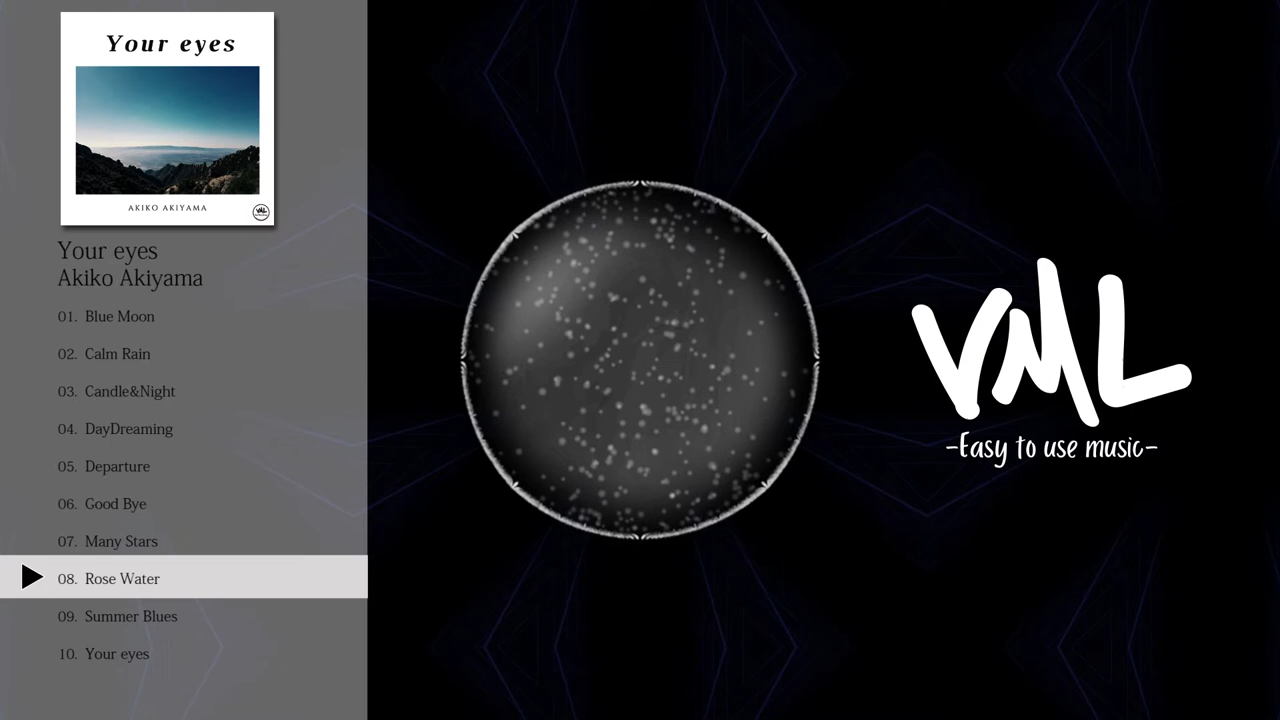 Your eyes
AKIKO AKIYAMA
VML
Your eyes
Akiko Akiyama
01. Blue Moon
02. Calm Rain
03. Candle&Night
04. DayDreaming
05. Departure
06. Good Bye
07. Many Stars
08. Rose Water
09. Summer Blues
10. Your eyes
VML
-Easy to use music-